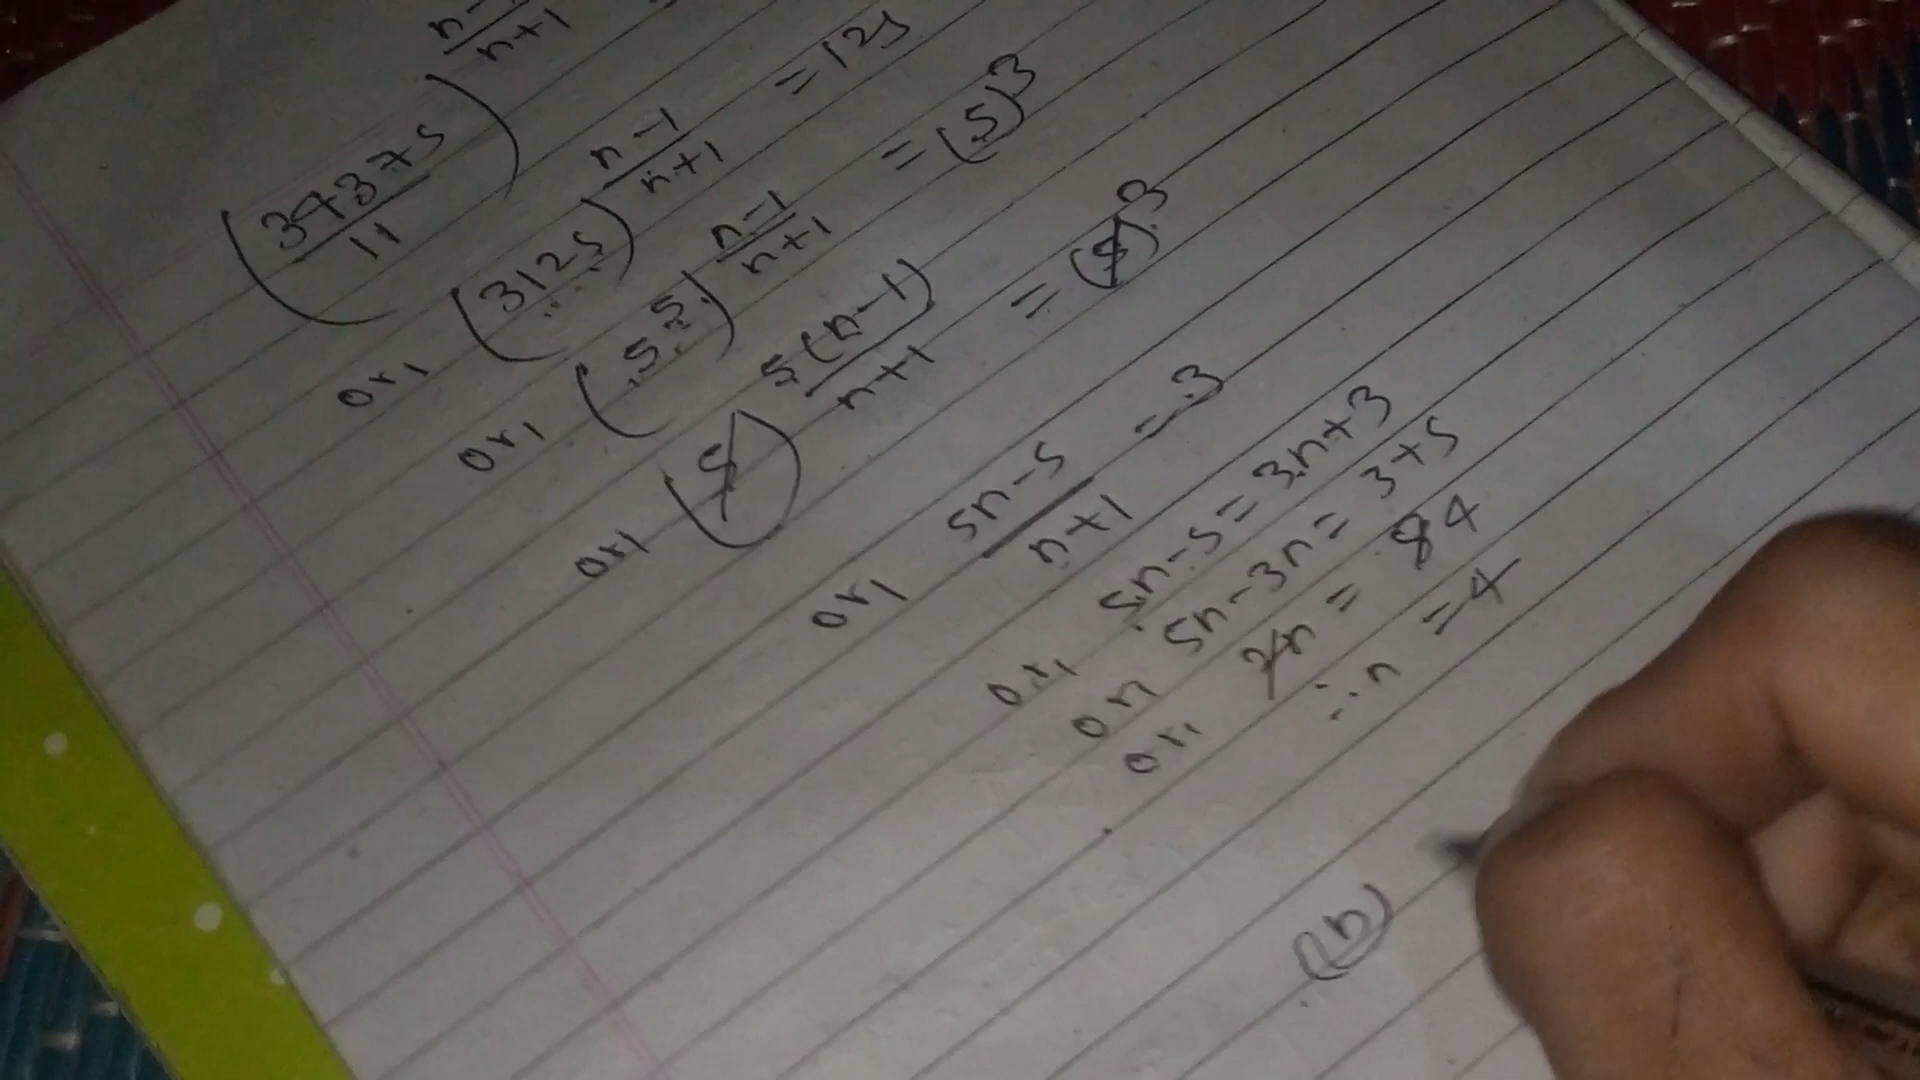 (34375/11)^(n-1/n+1)
or, (3125)^(n-1/n+1) = 125
or, (5^5)^(n-1/n+1) = (5)^3
or, (5)^(5(n-1)/n+1) = (5)^3
or, 5n-5/n+1 = 3
or, 5n-5=3n+3
or, 5n-3n=3+5
or, 2n = 8 4
∴n = 4
(b)